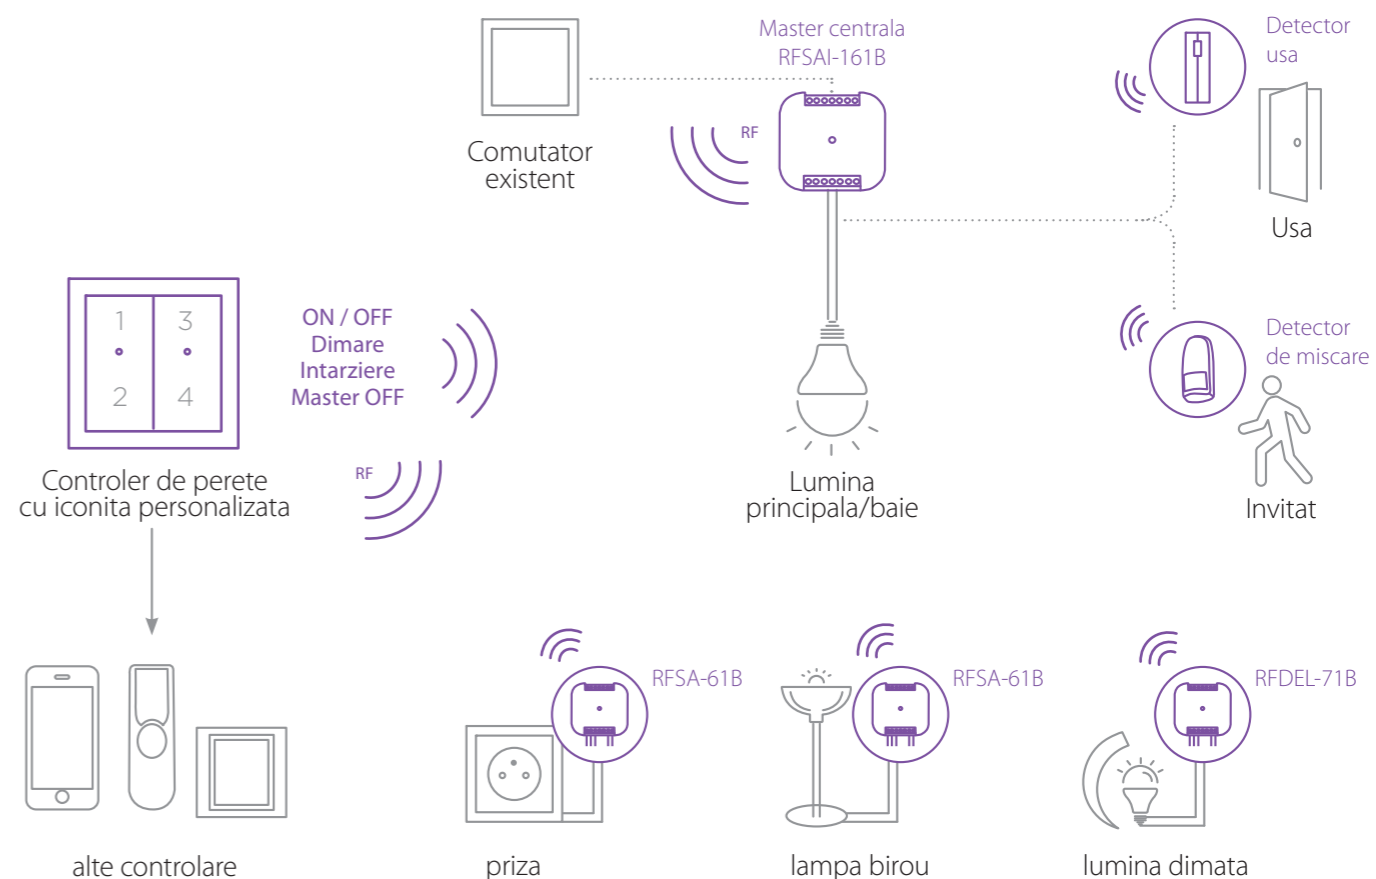 Master centrala
RFSAI-161B
Detector
usa
RF
Comutator
existent
Usa
1
3
2
4
ON / OFF
Dimare
Intarziere
Master OFF
Detector
de miscare
Controler de perete
cu iconita personalizata
RF
Lumina
principala/baie
Invitat
RFSA-61B
RFSA-61B
RFDEL-71B
alte controlare
priza
lampa birou
lumina dimata